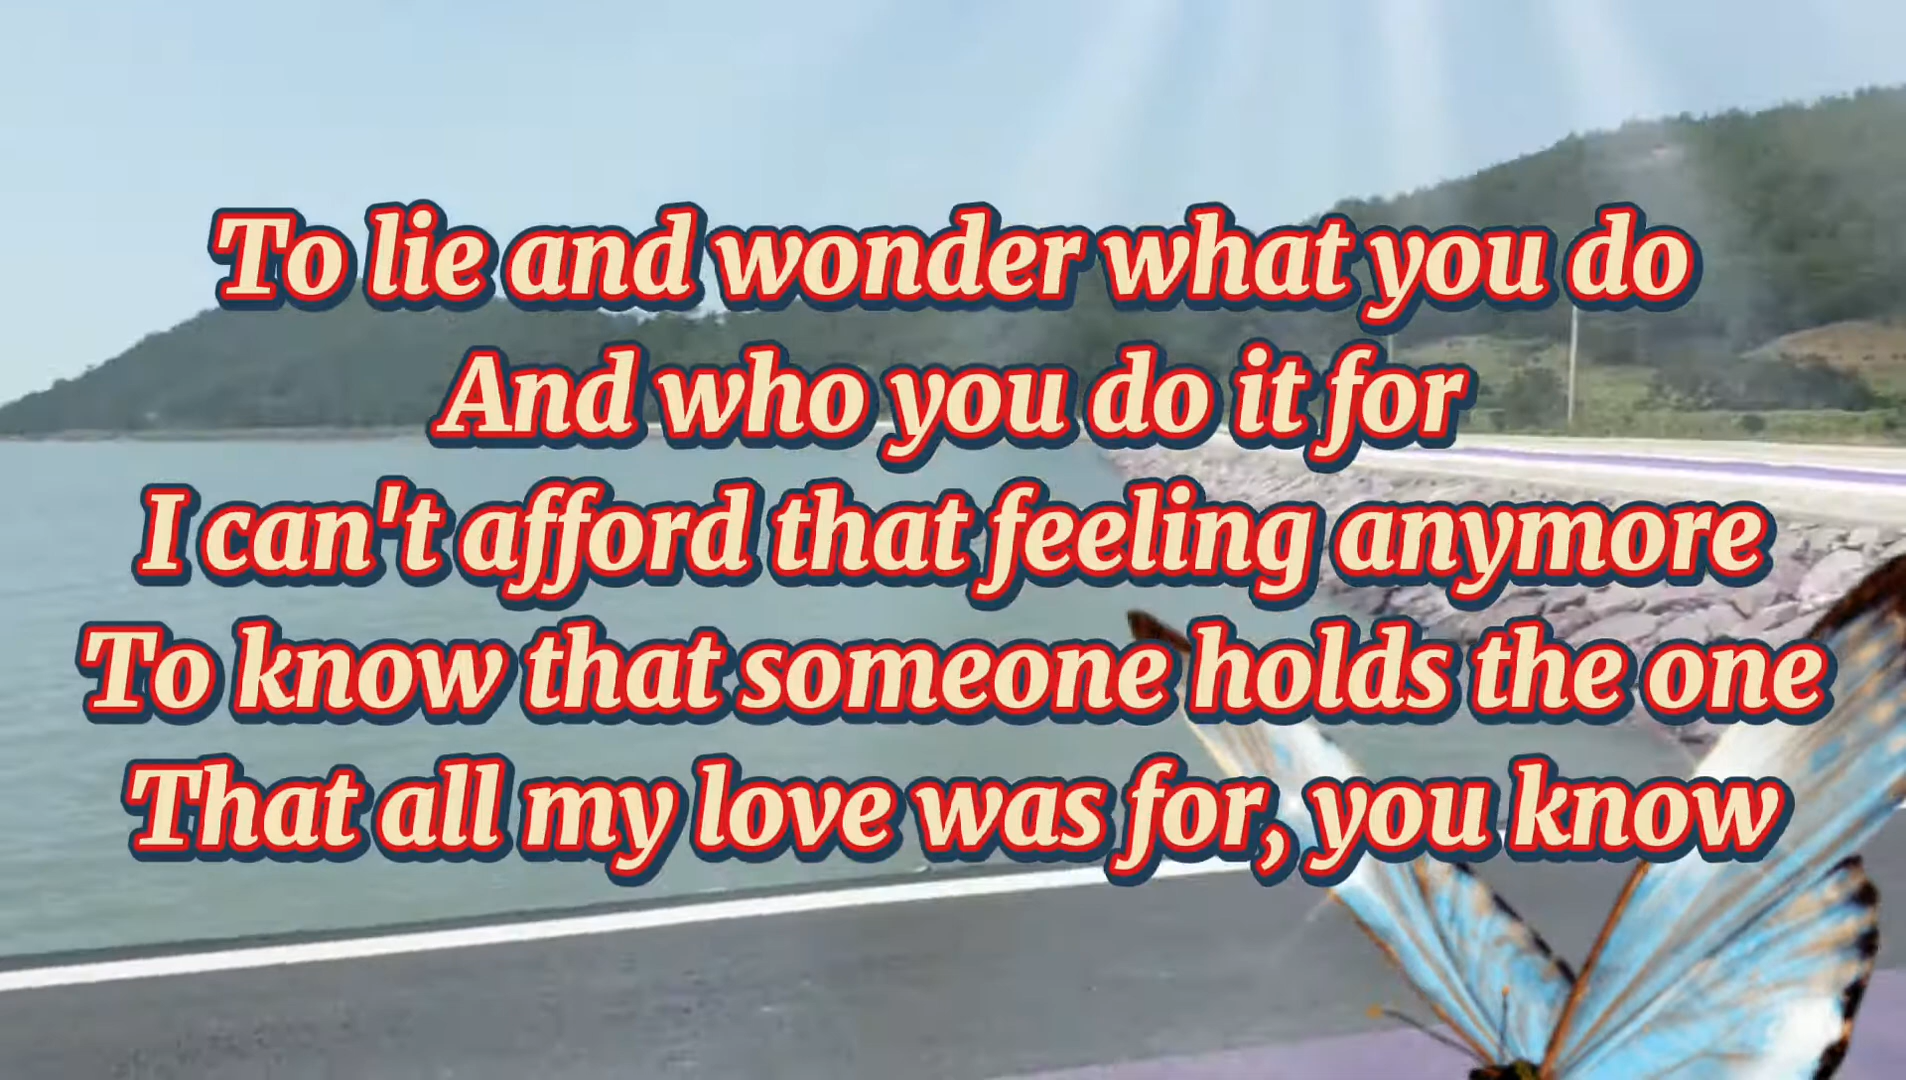 To lie and wonder what you do
And who you do it for
I can't afford that feeling anymore
To know that someone holds the one
That all my love was for, you know